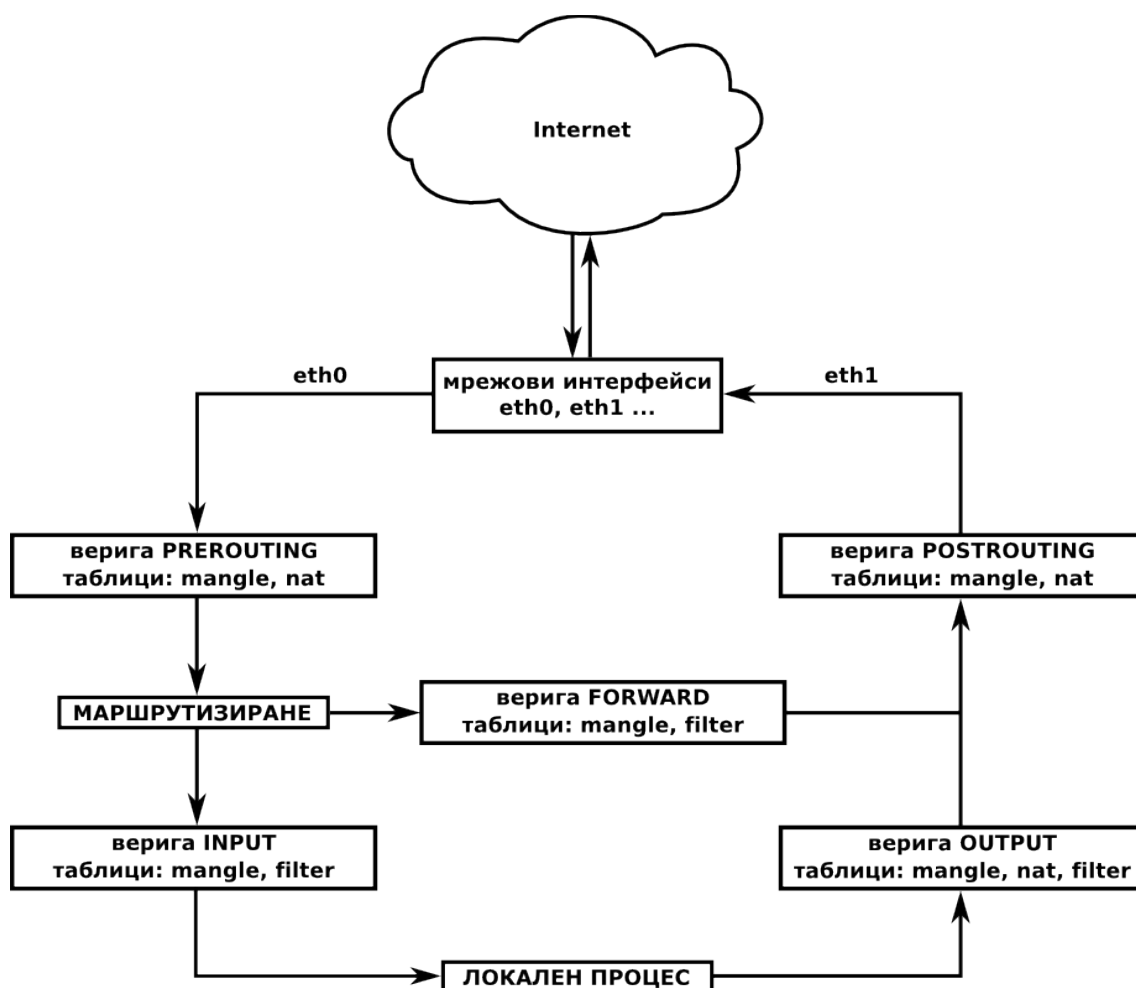 Internet
eth0
мрежови интерфейси
eth0, eth1 ...
eth1
верига PREROUTING
таблици: mangle, nat
верига POSTROUTING
таблици: mangle, nat
МАРШРУТИЗИРАНЕ
верига FORWARD
таблици: mangle, filter
верига INPUT
таблици: mangle, filter
верига OUTPUT
таблици: mangle, nat, filter
ЛОКАЛЕН ПРОЦЕС